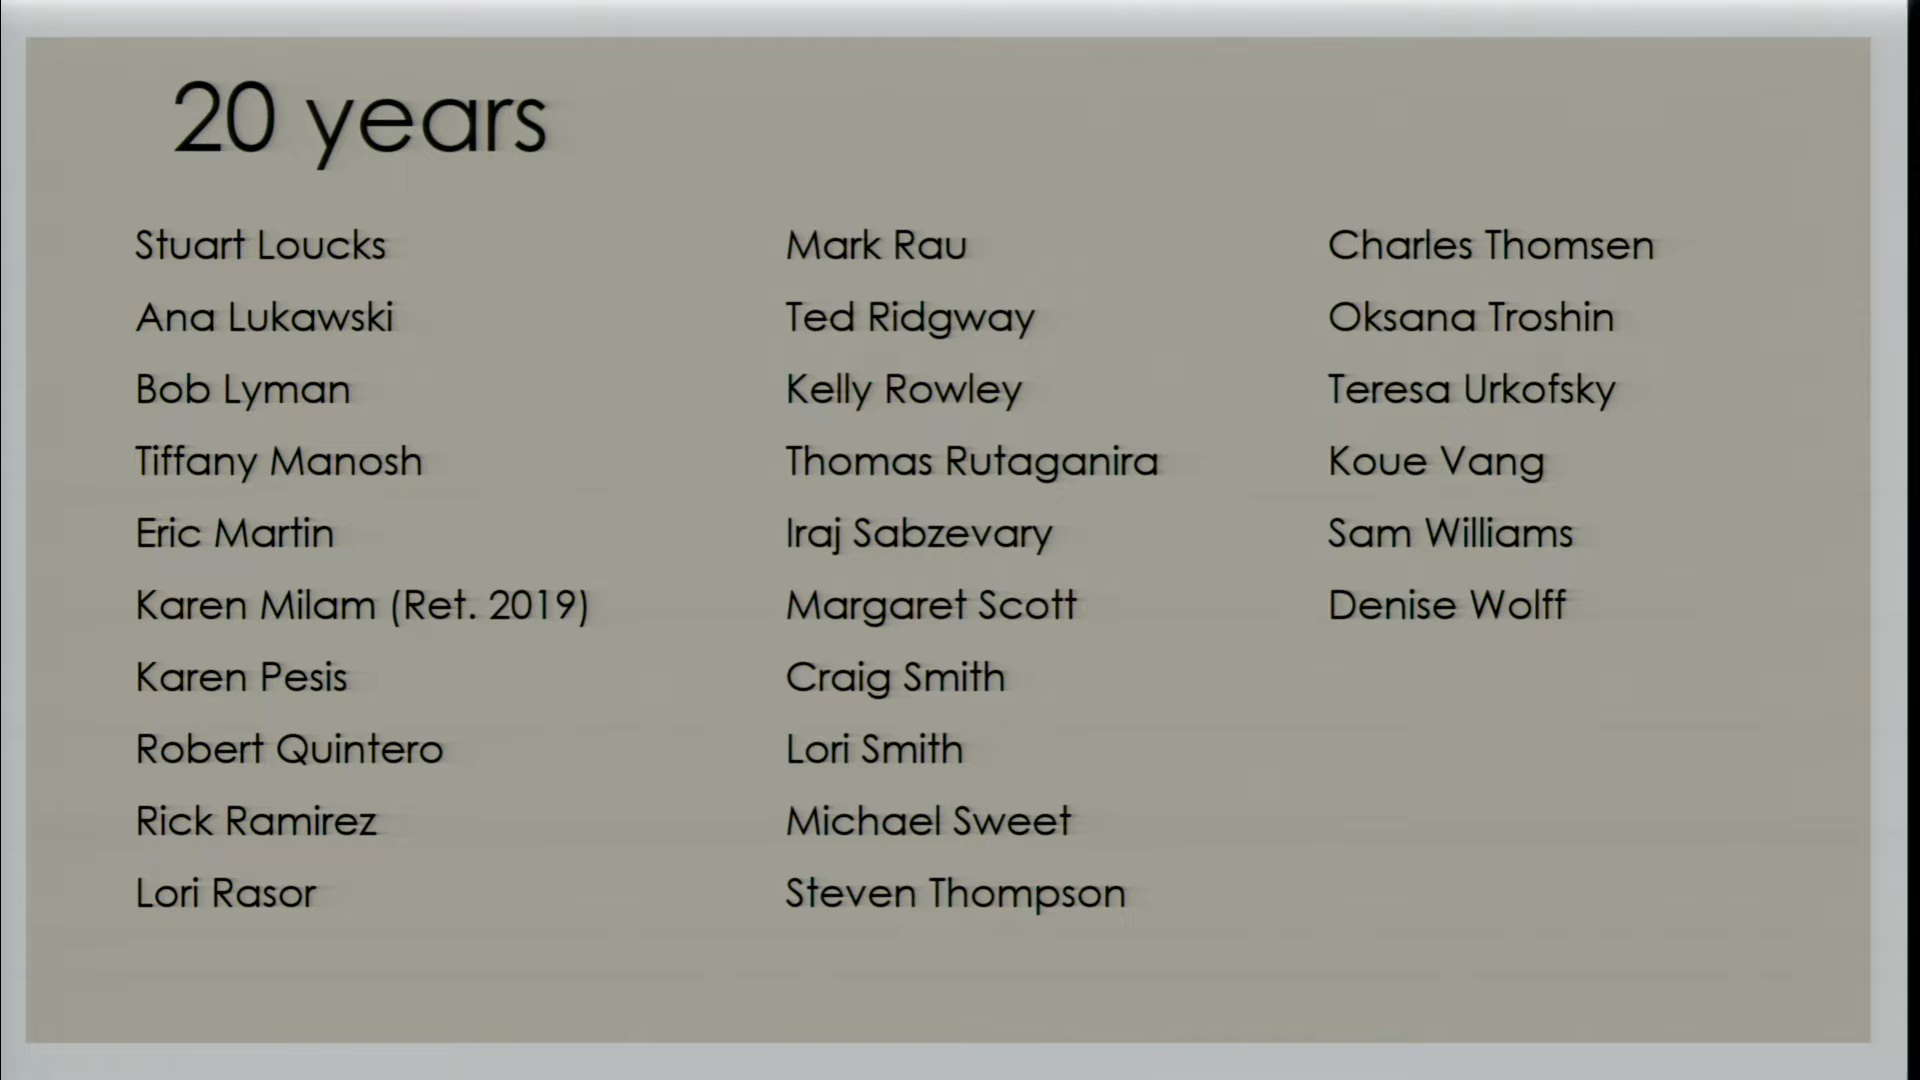 20 years
Stuart Loucks
Ana Lukawski
Bob Lyman
Tiffany Manosh
Eric Martin
Karen Milam (Ret. 2019)
Karen Pesis
Robert Quintero
Rick Ramirez
Lori Rasor
Mark Rau
Ted Ridgway
Kelly Rowley
Thomas Rutaganira
Iraj Sabzevary
Margaret Scott
Craig Smith
Lori Smith
Michael Sweet
Steven Thompson
Charles Thomsen
Oksana Troshin
Teresa Urkofsky
Koue Vang
Sam Williams
Denise Wolff